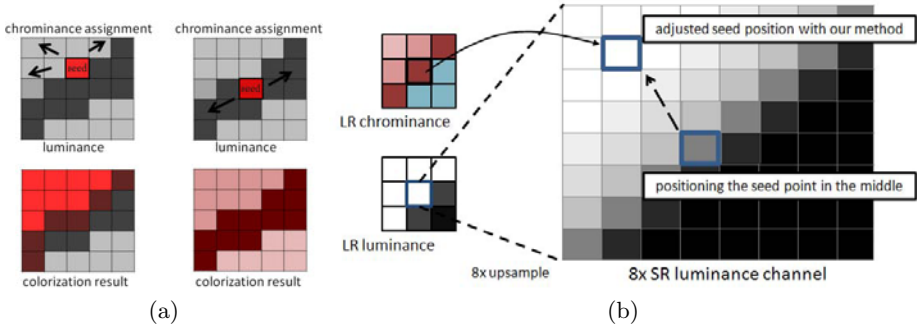 chrominance assignment
seed
luminance
colorization result
chrominance assignment
seed
luminance
colorization result
(a)
LR chrominance
LR luminance
8x upsample
adjusted seed position with our method
positioning the seed point in the middle
8x SR luminance channel
(b)